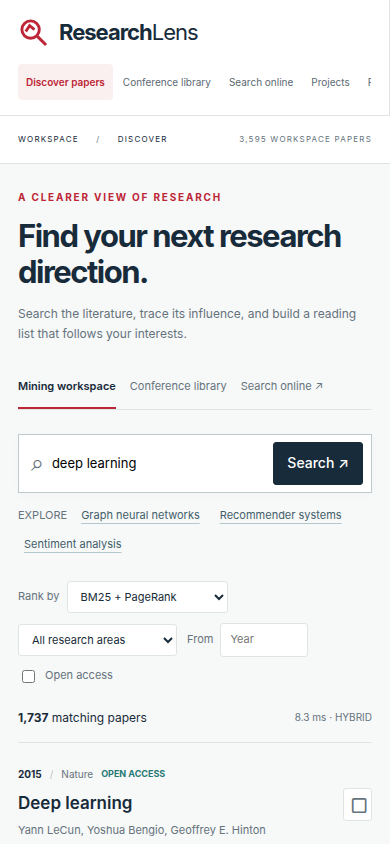 ResearchLens
Discover papers Conference library Search online Projects
WORKSPACE / DISCOVER 3,595 WORKSPACE PAPERS
A CLEARER VIEW OF RESEARCH
Find your next research
direction.
Search the literature, trace its influence, and build a reading
list that follows your interests.
Mining workspace Conference library Search online ↗
deep learning Search ↗
EXPLORE Graph neural networks Recommender systems
Sentiment analysis
Rank by BM25 + PageRank
All research areas From Year
Open access
1,737 matching papers 8.3 ms · HYBRID
2015 / Nature OPEN ACCESS
Deep learning
Yann LeCun, Yoshua Bengio, Geoffrey E. Hinton